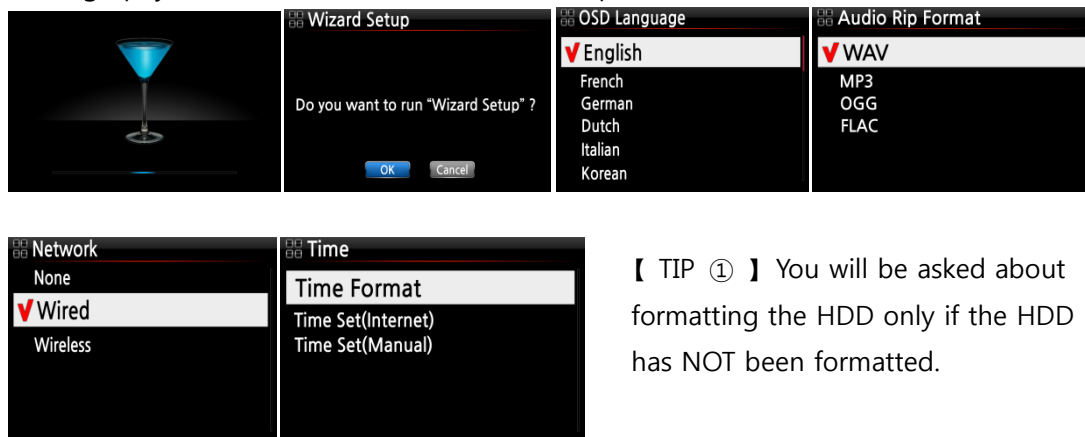 Wizard Setup
Do you want to run "Wizard Setup" ?
OK
Cancel
OSD Language
English
French
German
Dutch
Italian
Korean
Audio Rip Format
WAV
MP3
OGG
FLAC
Network
None
Wired
Wireless
Time
Time Format
Time Set(Internet)
Time Set(Manual)
【 TIP ① 】 You will be asked about
formatting the HDD only if the HDD
has NOT been formatted.